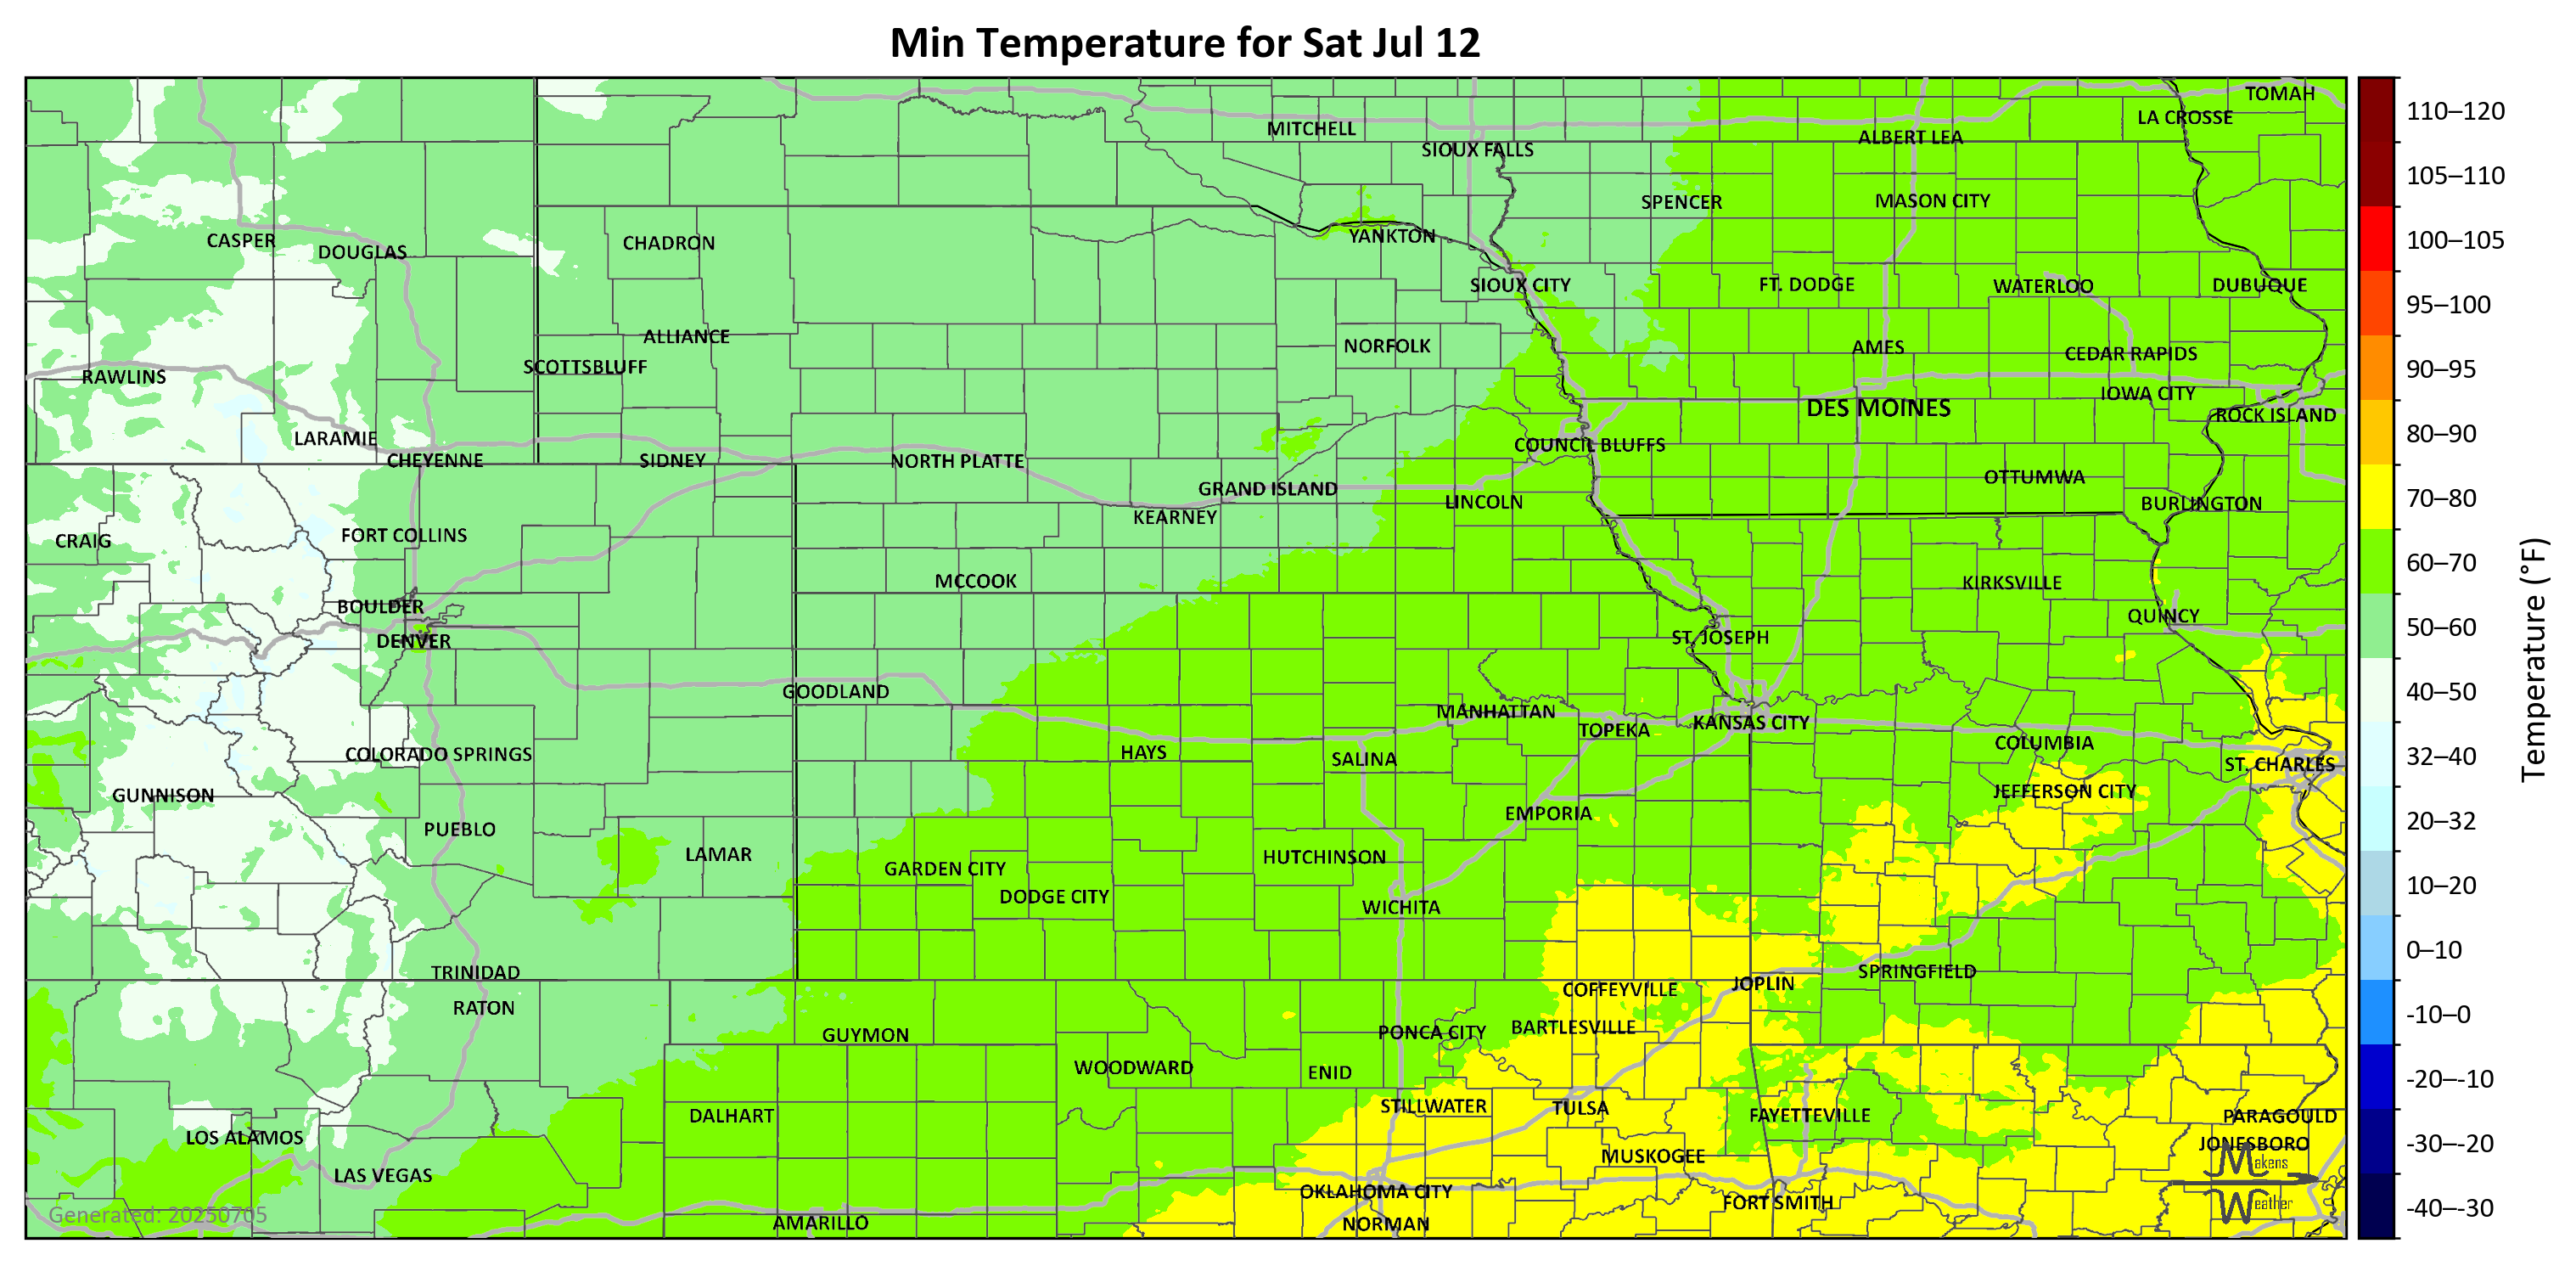 Min Temperature for Sat Jul 12
TOMAH
LA CROSSE
MITCHELL
ALBERT LEA
SIOUX FALLS
SPENCER
MASON CITY
CASPER
DOUGLAS
CHADRON
YANKTON
SIOUX CITY
FT. DODGE
WATERLOO
DUBUQUE
ALLIANCE
NORFOLK
AMES
CEDAR RAPIDS
SCOTTSBLUFF
RAWLINS
IOWA CITY
DES MOINES
ROCK ISLAND
LARAMIE
COUNCIL BLUFFS
CHEYENNE
SIDNEY
NORTH PLATTE
OTTUMWA
GRAND ISLAND
LINCOLN
BURLINGTON
KEARNEY
FORT COLLINS
CRAIG
MCCOOK
KIRKSVILLE
BOULDER
QUINCY
DENVER
ST. JOSEPH
GOODLAND
MANHATTAN
KANSAS CITY
TOPEKA
COLUMBIA
COLORADO SPRINGS
HAYS
SALINA
ST. CHARLES
GUNNISON
JEFFERSON CITY
EMPORIA
PUEBLO
LAMAR
HUTCHINSON
GARDEN CITY
DODGE CITY
WICHITA
TRINIDAD
SPRINGFIELD
JOPLIN
COFFEYVILLE
RATON
BARTLESVILLE
PONCA CITY
GUYMON
WOODWARD
ENID
STILLWATER
TULSA
DALHART
FAYETTEVILLE
PARAGOULD
LOS ALAMOS
JONESBORO
MUSKOGEE
LAS VEGAS
OKLAHOMA CITY
FORT SMITH
AMARILLO
NORMAN
Makens
Weather
Generated: 20250705
110–120
105–110
100–105
95–100
90–95
80–90
70–80
60–70
50–60
40–50
32–40
20–32
10–20
0–10
-10–0
-20–-10
-30–-20
-40–-30
Temperature (°F)